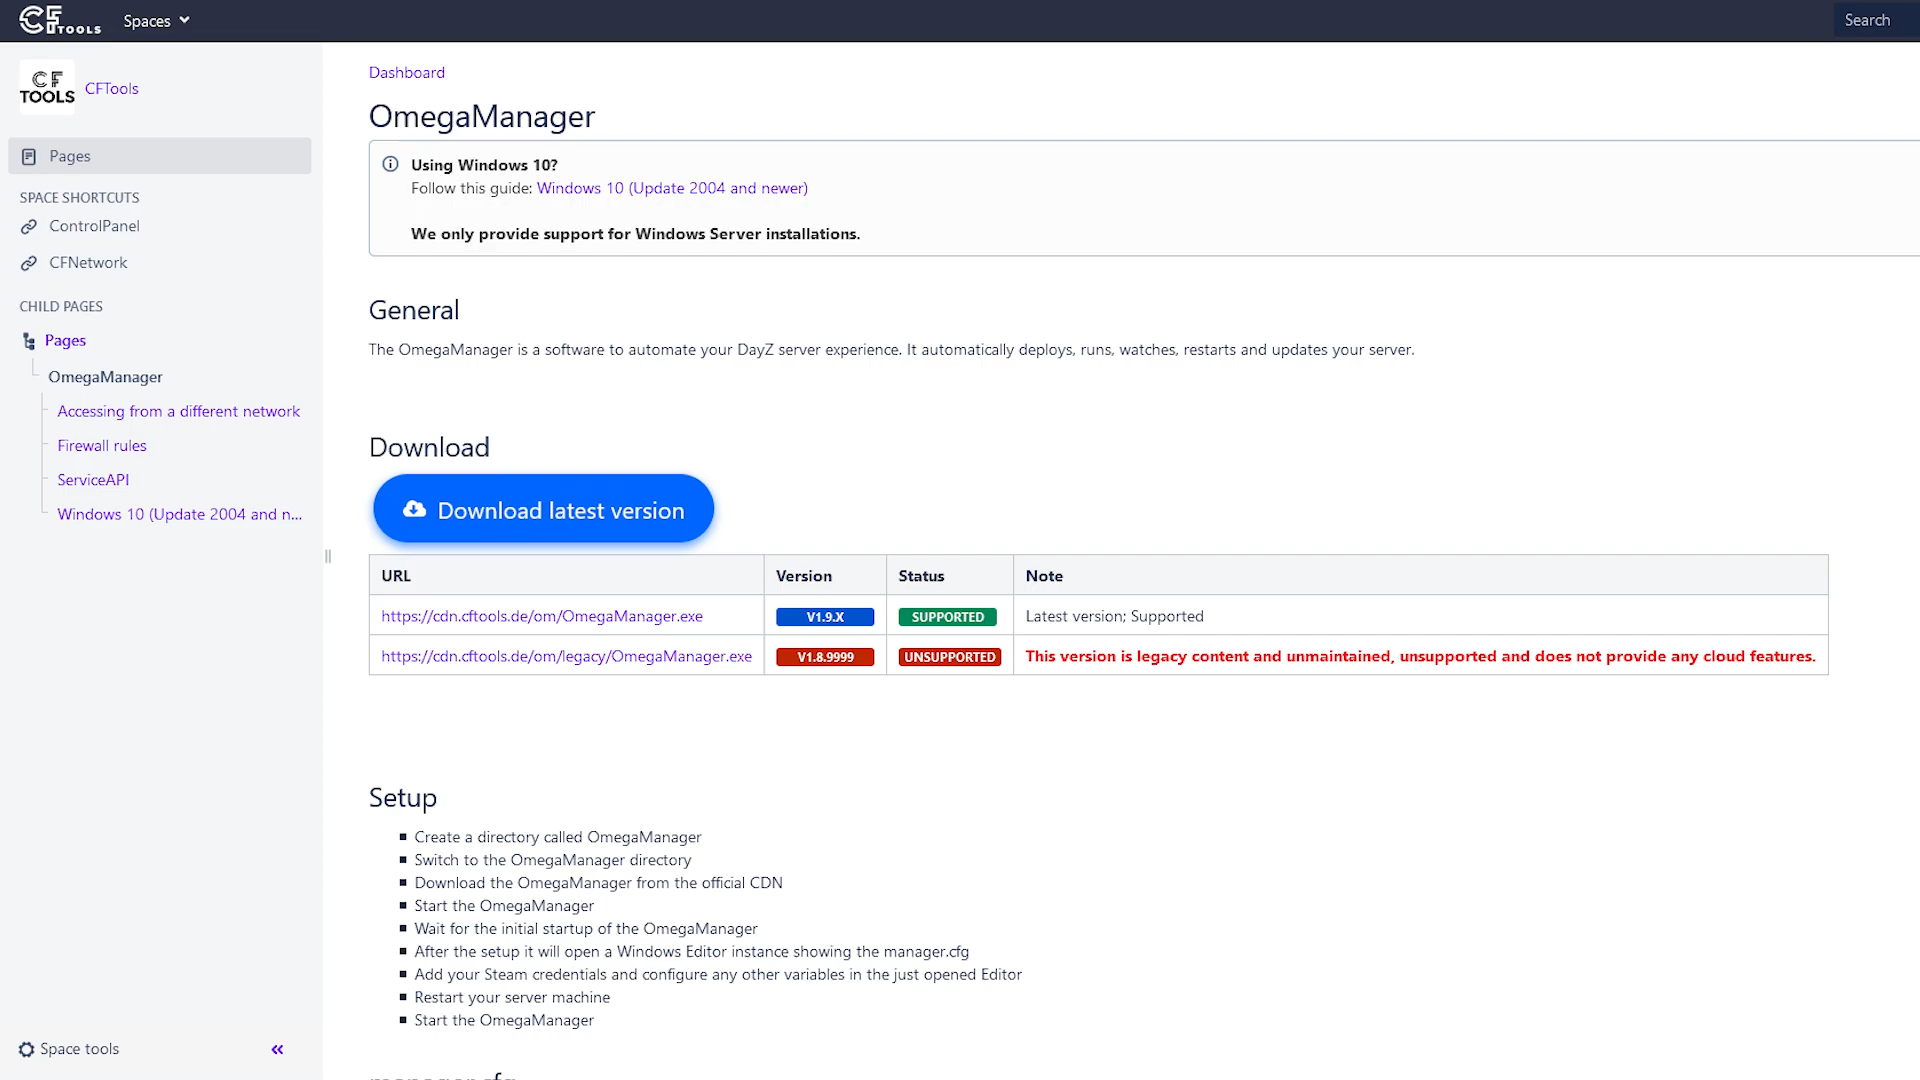 CFTOOLS
Spaces
Search
CF
TOOLS
CFTools
Pages
SPACE SHORTCUTS
ControlPanel
CFNetwork
CHILD PAGES
Pages
OmegaManager
Accessing from a different network
Firewall rules
ServiceAPI
Windows 10 (Update 2004 and n...
Space tools
Dashboard
OmegaManager
Using Windows 10?
Follow this guide: Windows 10 (Update 2004 and newer)
We only provide support for Windows Server installations.
General
The OmegaManager is a software to automate your DayZ server experience. It automatically deploys, runs, watches, restarts and updates your server.
Download
Download latest version
URL Version Status Note
https://cdn.cftools.de/om/OmegaManager.exe V1.9.X SUPPORTED Latest version; Supported
https://cdn.cftools.de/om/legacy/OmegaManager.exe V1.8.9999 UNSUPPORTED This version is legacy content and unmaintained, unsupported and does not provide any cloud features.
Setup
Create a directory called OmegaManager
Switch to the OmegaManager directory
Download the OmegaManager from the official CDN
Start the OmegaManager
Wait for the initial startup of the OmegaManager
After the setup it will open a Windows Editor instance showing the manager.cfg
Add your Steam credentials and configure any other variables in the just opened Editor
Restart your server machine
Start the OmegaManager